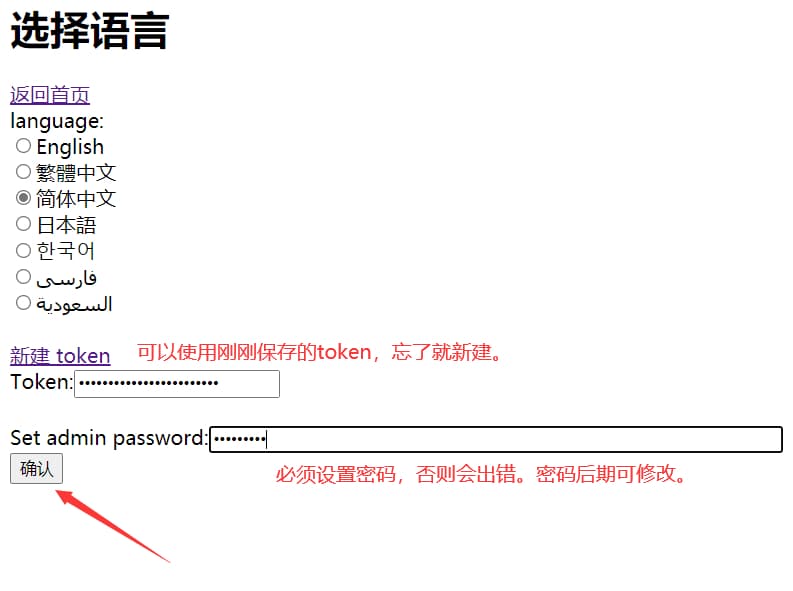 选择语言
返回首页
language:
English
繁體中文
简体中文
日本語
한국어
فارسی
السعودية
新建 token
可以使用刚刚保存的token，忘了就新建。
Token:························
Set admin password:·········
确认
必须设置密码，否则会出错。密码后期可修改。